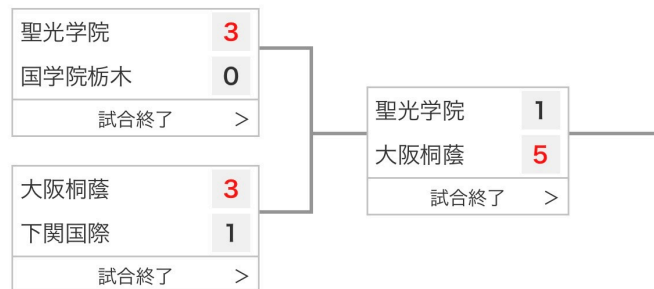 聖光学院 3
国学院栃木 0
試合終了 >
大阪桐蔭 3
下関国際 1
試合終了 >
聖光学院 1
大阪桐蔭 5
試合終了 >